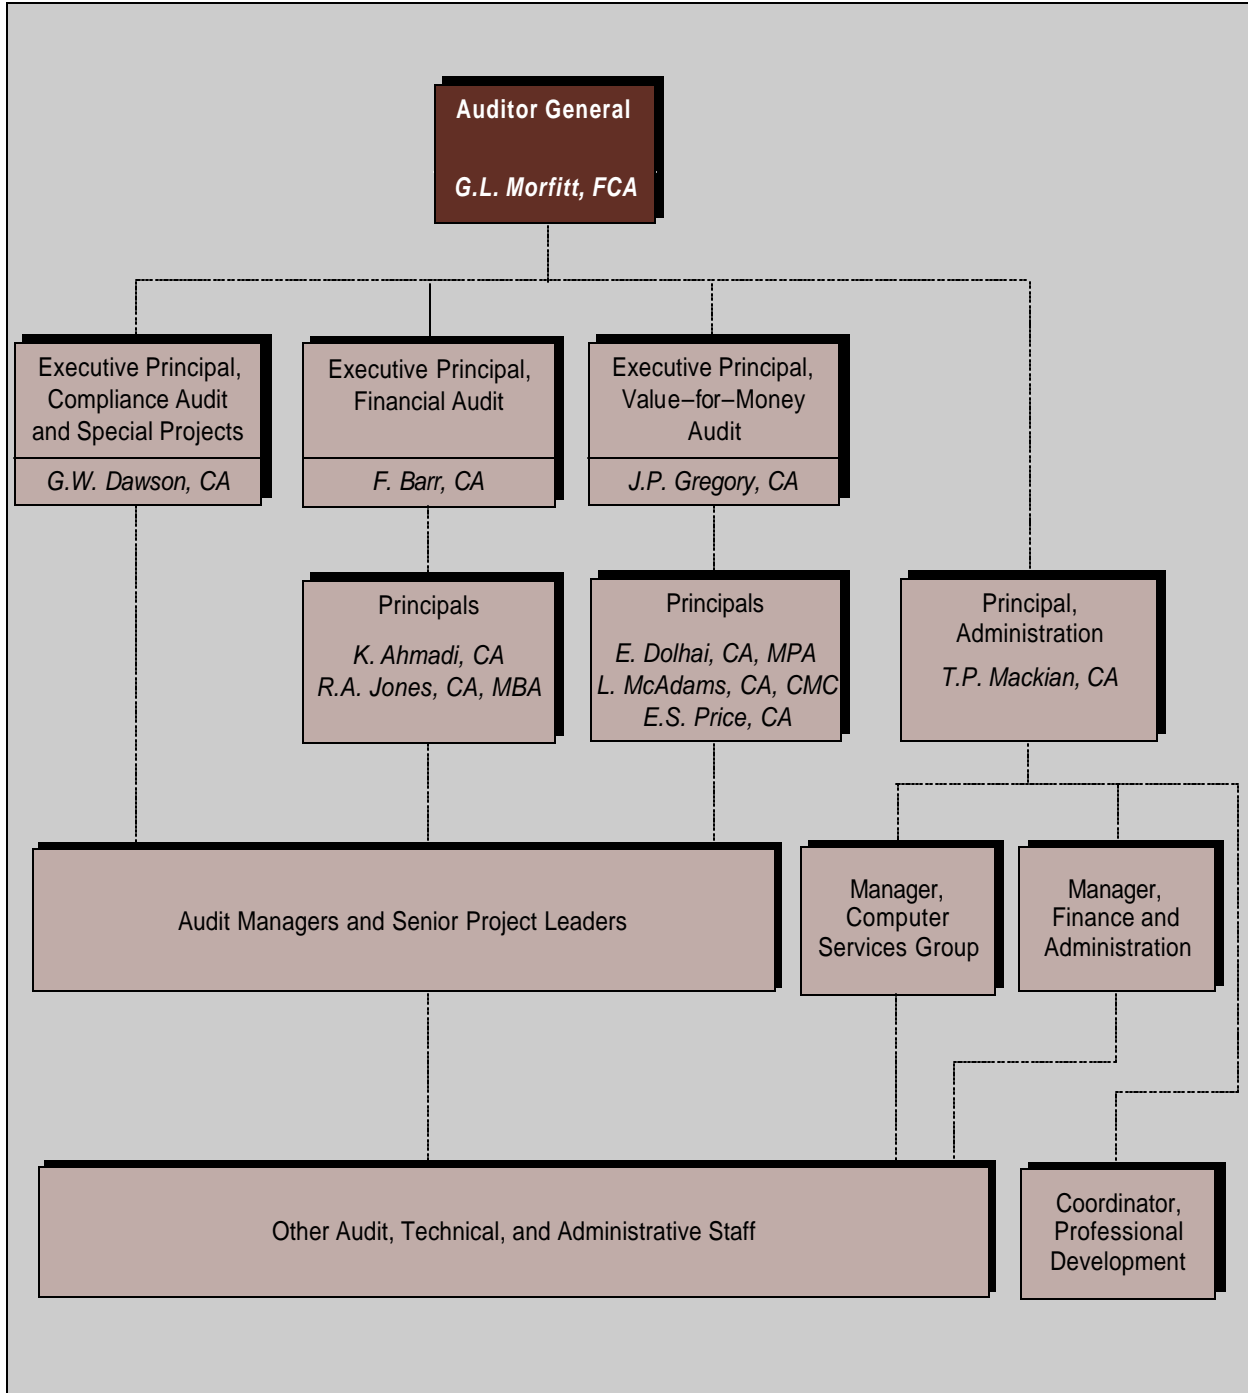 Auditor General
G.L. Morfitt, FCA
Executive Principal,
Compliance Audit
and Special Projects
G.W. Dawson, CA
Executive Principal,
Financial Audit
F. Barr, CA
Executive Principal,
Value–for–Money
Audit
J.P. Gregory, CA
Principals
K. Ahmadi, CA
R.A. Jones, CA, MBA
Principals
E. Dolhai, CA, MPA
L. McAdams, CA, CMC
E.S. Price, CA
Principal,
Administration
T.P. Mackian, CA
Audit Managers and Senior Project Leaders
Manager,
Computer
Services Group
Manager,
Finance and
Administration
Other Audit, Technical, and Administrative Staff
Coordinator,
Professional
Development